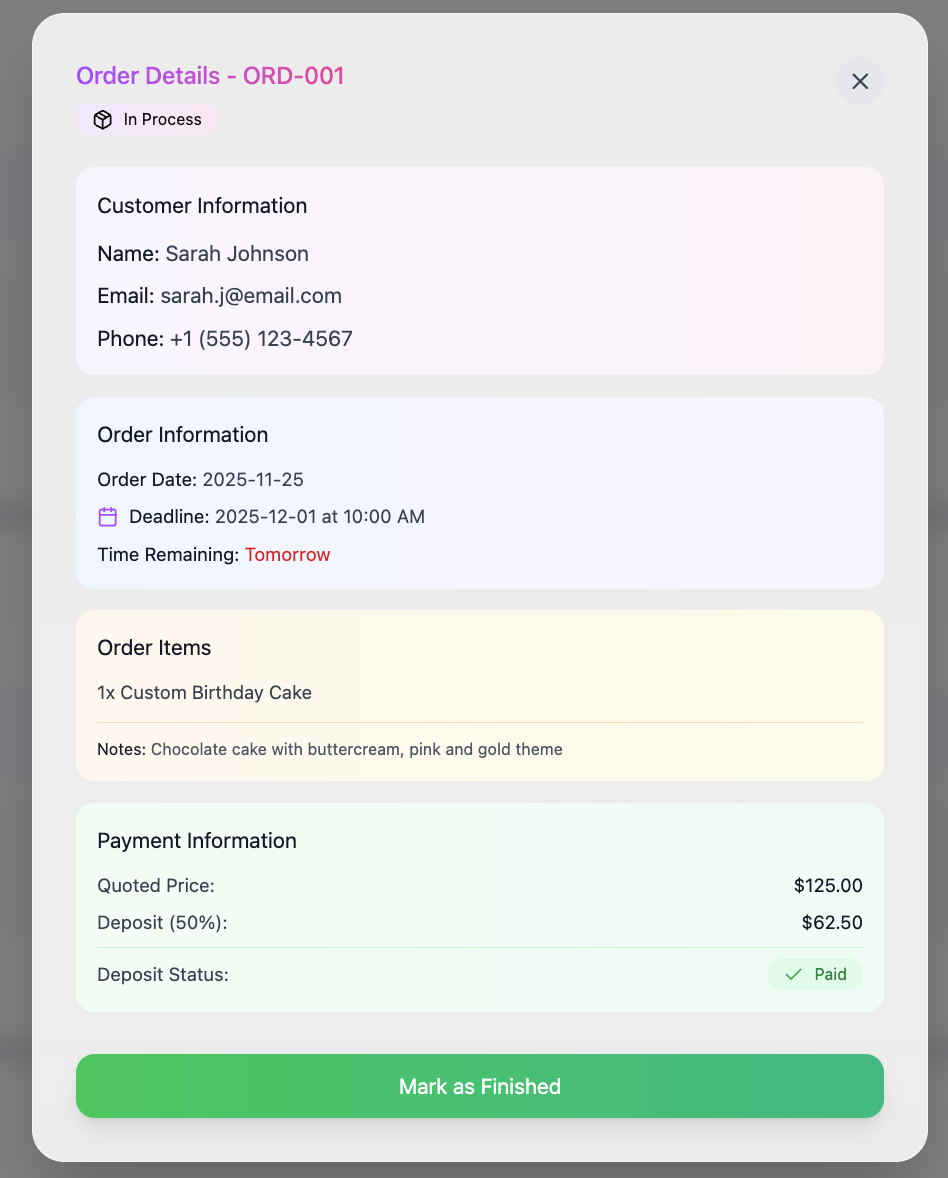 Order Details - ORD-001
In Process
Customer Information
Name: Sarah Johnson
Email: sarah.j@email.com
Phone: +1 (555) 123-4567
Order Information
Order Date: 2025-11-25
Deadline: 2025-12-01 at 10:00 AM
Time Remaining: Tomorrow
Order Items
1x Custom Birthday Cake
Notes: Chocolate cake with buttercream, pink and gold theme
Payment Information
Quoted Price: $125.00
Deposit (50%): $62.50
Deposit Status: Paid
Mark as Finished